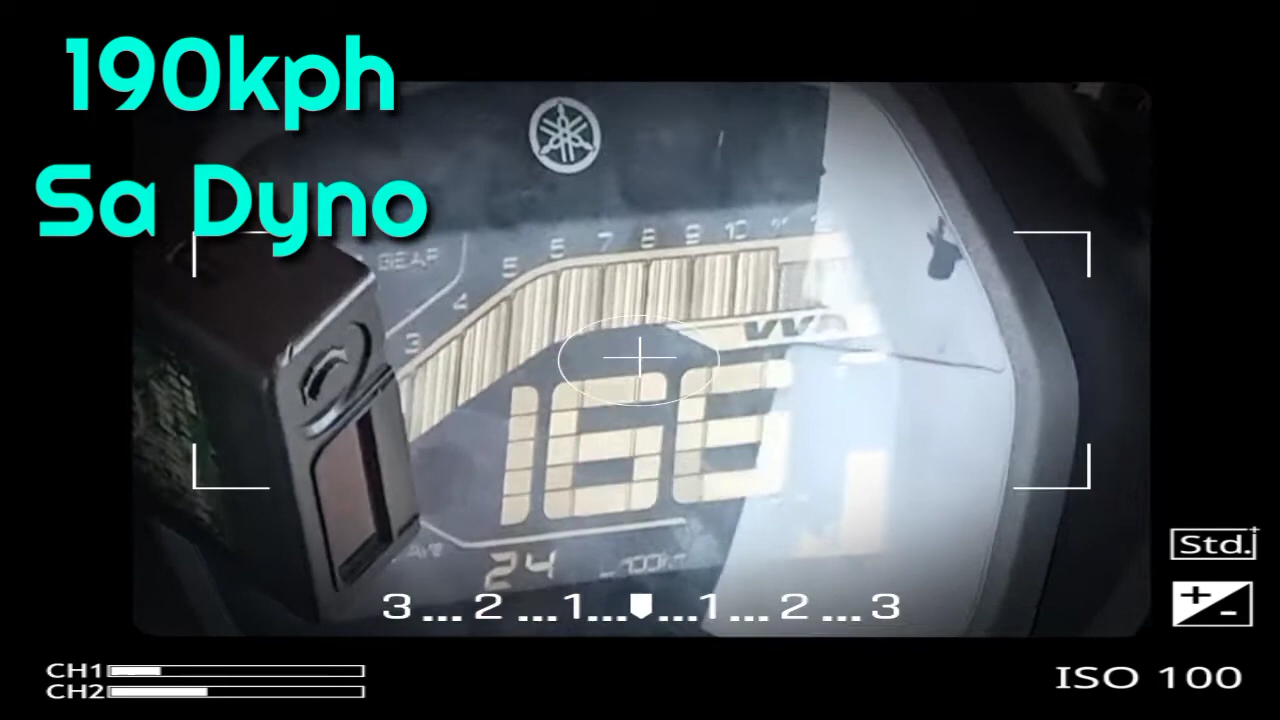 190kph
Sa Dyno
GEAR
3 4 5 6 7 8 9 10 11
VVA
166
24
L/100km
Std.
3...2...1... ...1...2...3
CH1
CH2
ISO 100